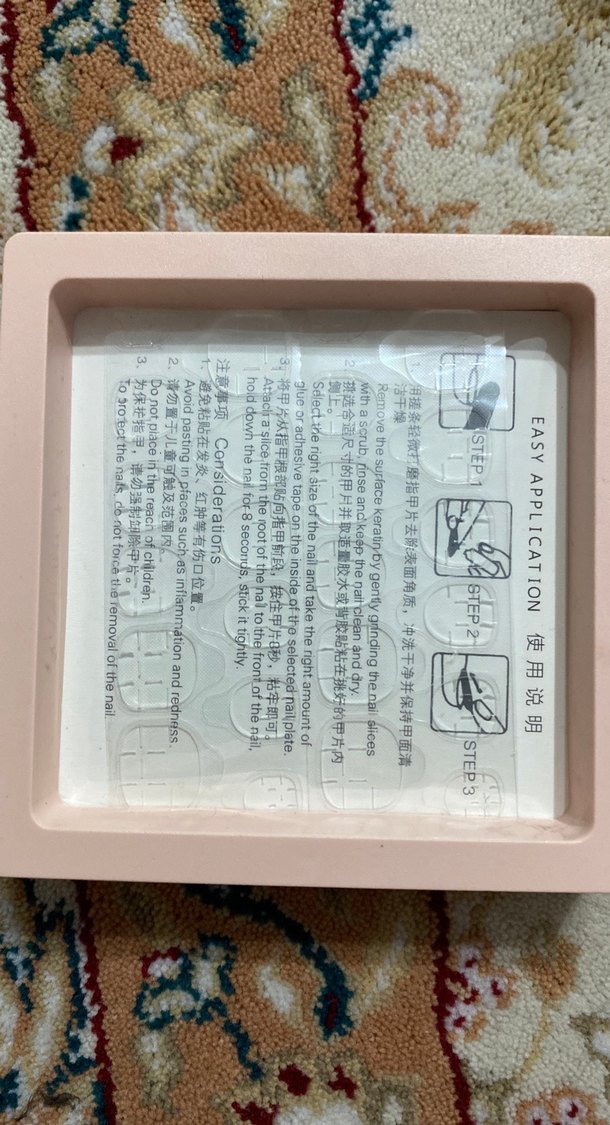 EASY APPLICATION 使用说明
STEP 1 STEP 2 STEP 3
用搓条轻微打磨指甲片去除表面角质，冲洗干净并保持甲面清
洁干燥
Remove the surface keratin by gently grinding the nail slices
with a scrub, rinse and keep the nail clean and dry.
2、挑选合适尺寸的甲片并取适量胶水或背胶贴粘在挑好的甲片内
侧上。
Select the right size of the nail and take the right amount of
glue or adhesive tape on the inside of the selected nail plate.
3、将甲片从指甲根部贴向指甲前段，按住甲片8秒，粘牢即可。
Attach a slice from the root of the nail to the front of the nail,
hold down the nail for 8 seconds, stick it tightly.
注意事项 Considerations
1、避免粘贴在发炎、红肿等有伤口位置。
Avoid pasting in places such as inflammation and redness.
2、请勿置于儿童可触及范围内。
Do not place in the reach of children.
3、为保护指甲，请勿强制卸除甲片。
To protect the nails, do not force the removal of the nail.